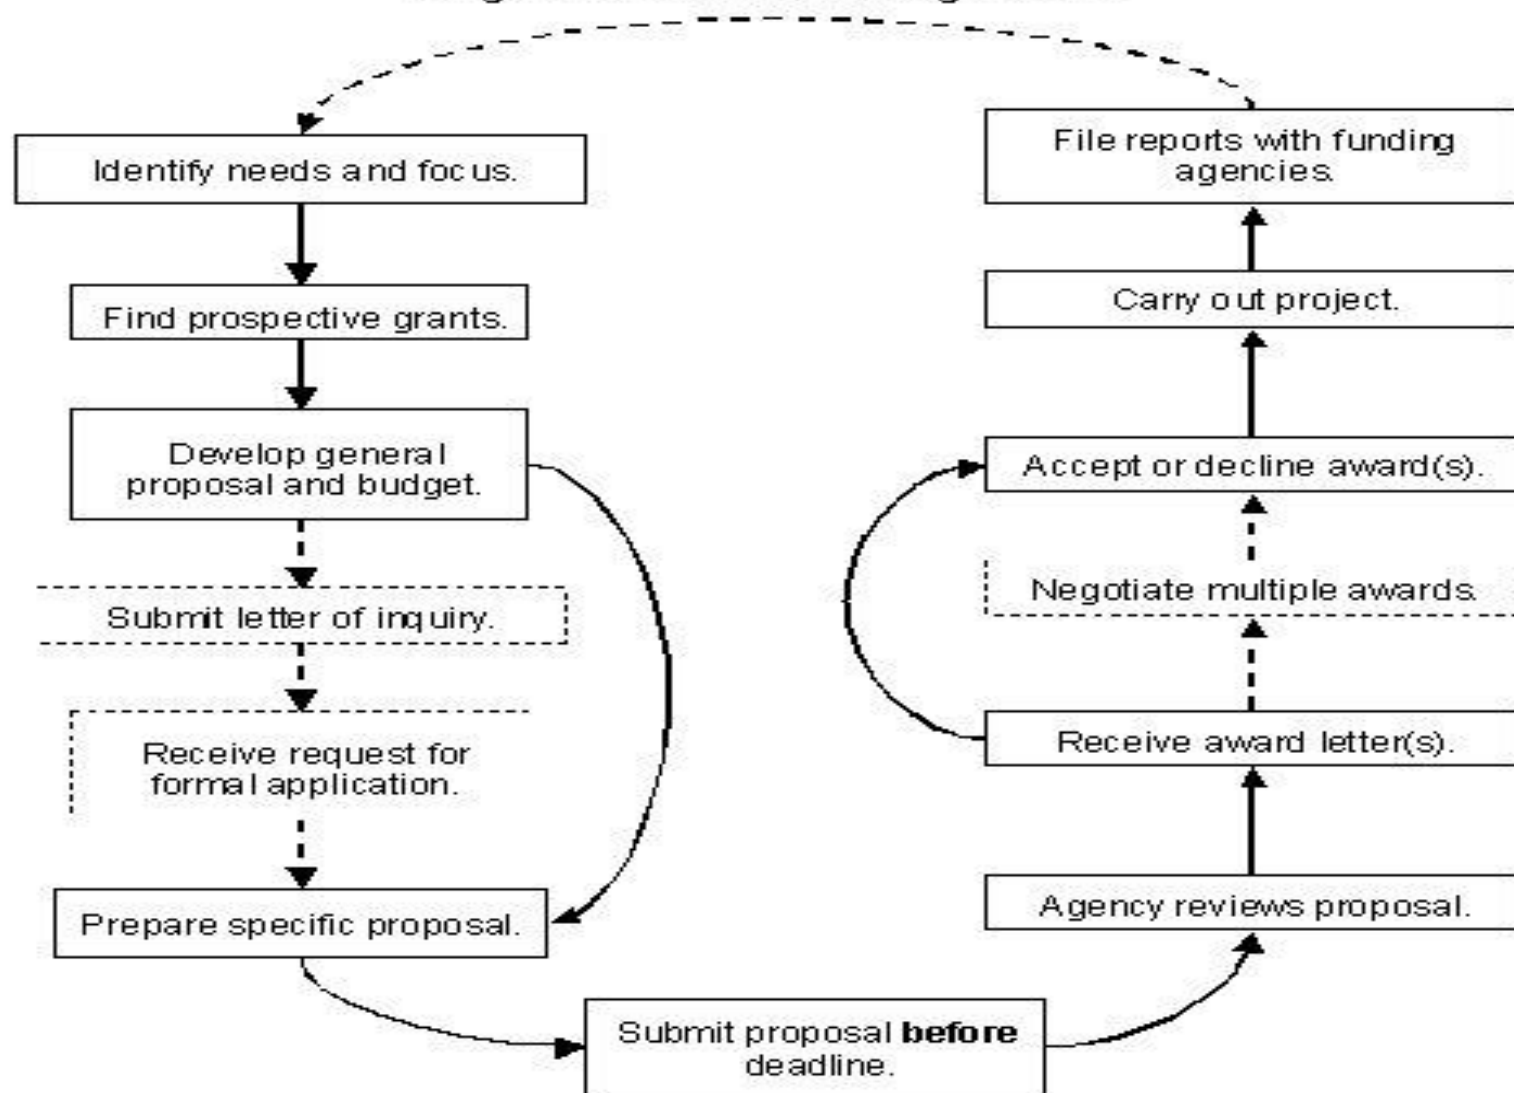 Identify needs and focus.
Find prospective grants.
Develop general
proposal and budget.
Submit letter of inquiry.
Receive request for
formal application.
Prepare specific proposal.
Submit proposal before
deadline.
Agency reviews proposal.
Receive award letter(s).
Negotiate multiple awards.
Accept or decline award(s).
Carry out project.
File reports with funding
agencies.